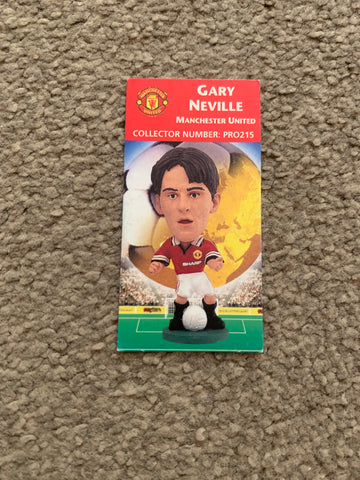 GARY
NEVILLE
MANCHESTER UNITED
COLLECTOR NUMBER: PRO215
SHARP